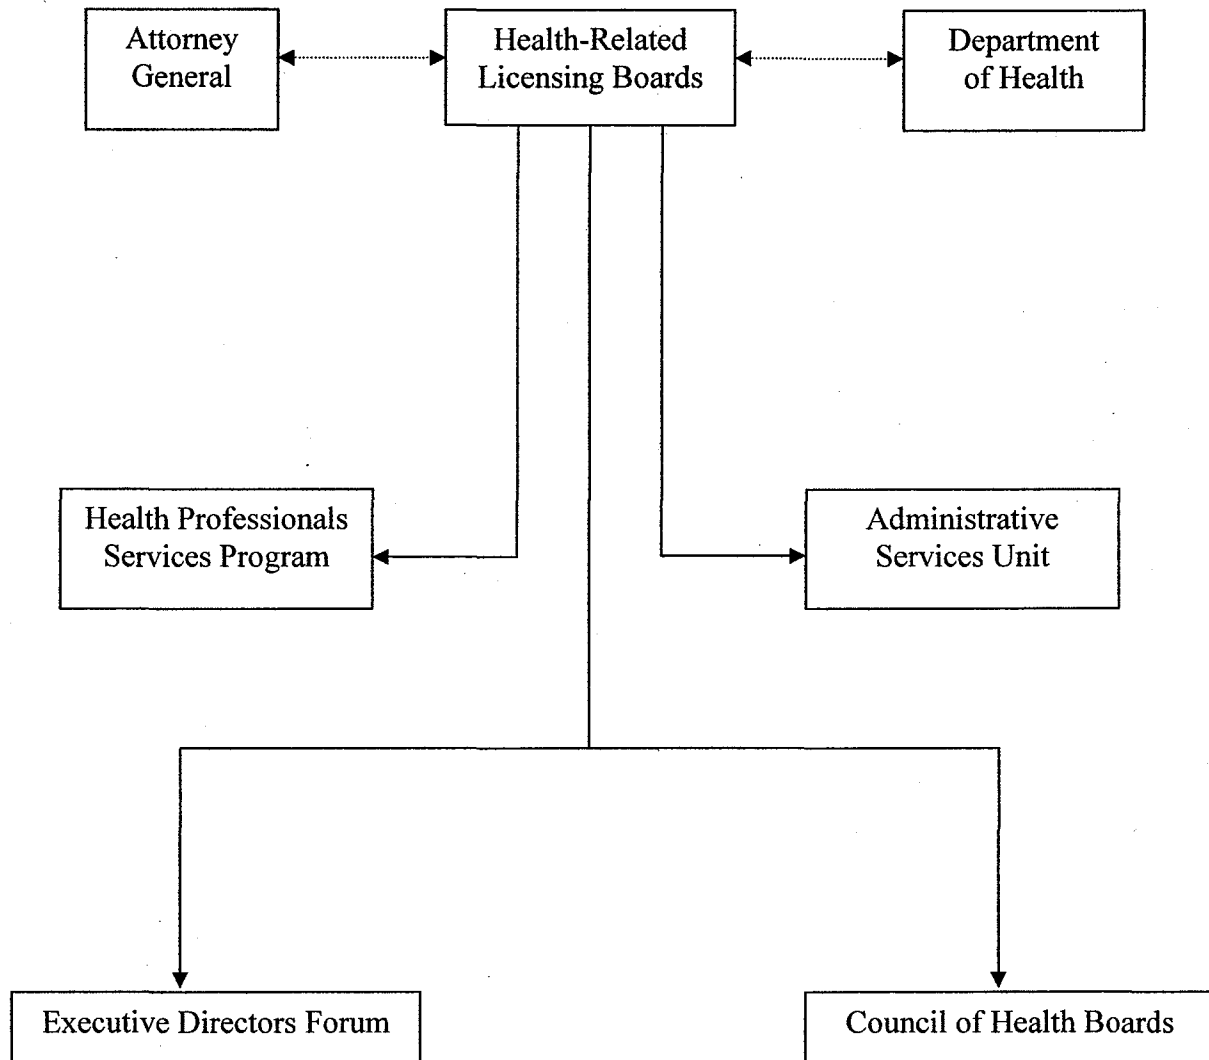 Attorney
General
Health-Related
Licensing Boards
Department
of Health
Health Professionals
Services Program
Administrative
Services Unit
Executive Directors Forum
Council of Health Boards